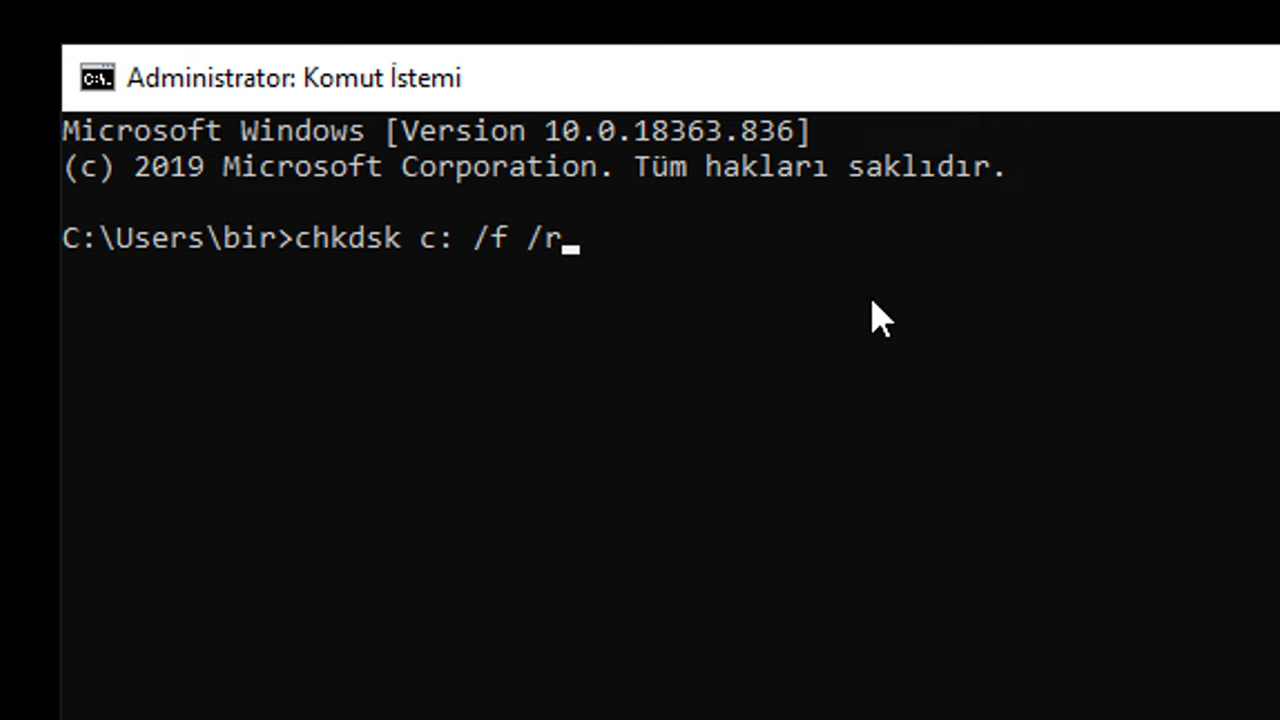 Administrator: Komut İstemi
Microsoft Windows [Version 10.0.18363.836]
(c) 2019 Microsoft Corporation. Tüm hakları saklıdır.
C:\Users\bir>chkdsk c: /f /r